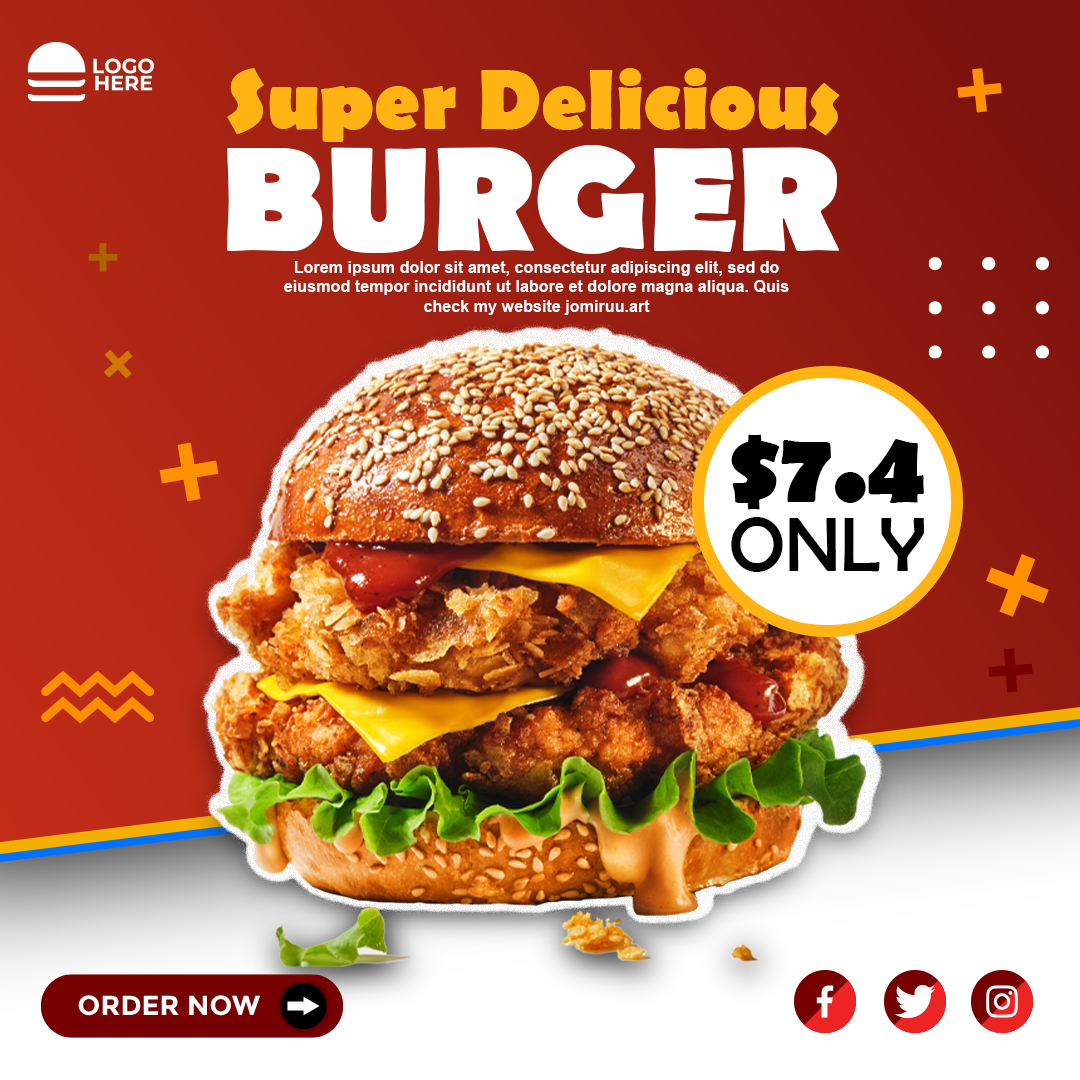 LOGO
HERE
Super Delicious
BURGER
Lorem ipsum dolor sit amet, consectetur adipiscing elit, sed do
eiusmod tempor incididunt ut labore et dolore magna aliqua. Quis
check my website jomiruu.art
$7.4
ONLY
ORDER NOW